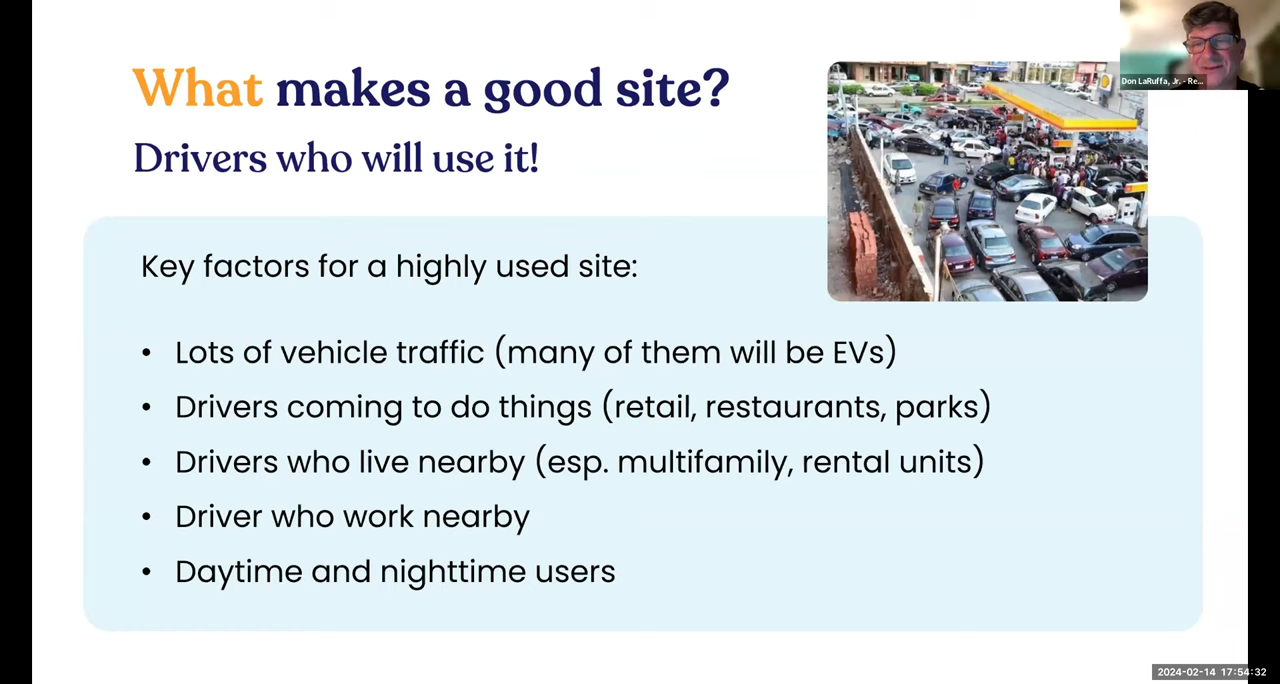 What makes a good site?
Drivers who will use it!
Don LaRuffa, Jr. - Re...
Key factors for a highly used site:
• Lots of vehicle traffic (many of them will be EVs)
• Drivers coming to do things (retail, restaurants, parks)
• Drivers who live nearby (esp. multifamily, rental units)
• Driver who work nearby
• Daytime and nighttime users
2024-02-14 17:54:32